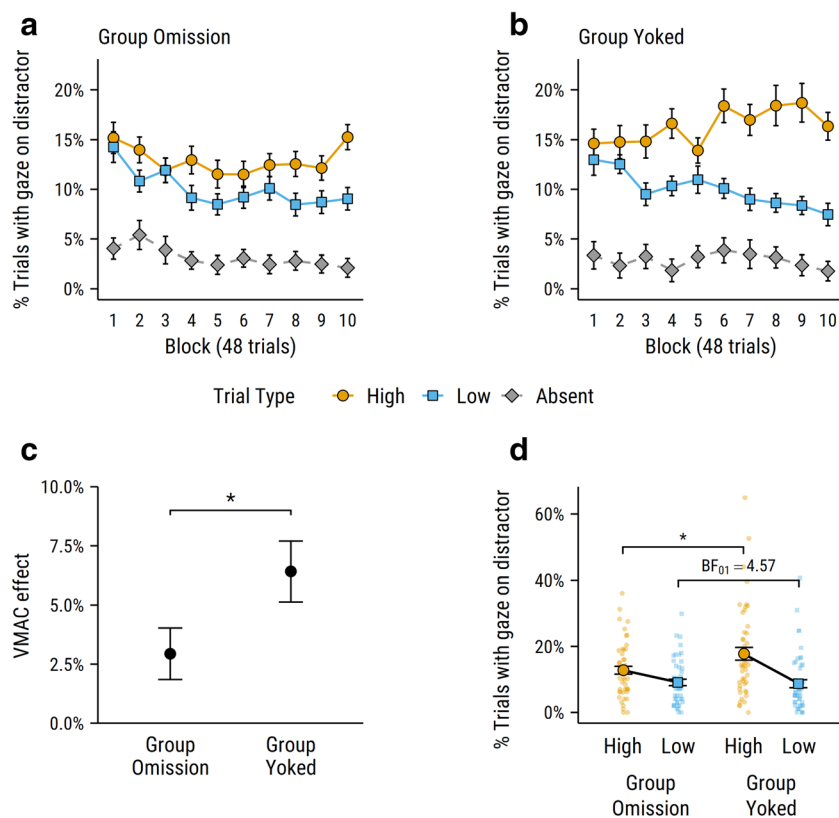 a
Group Omission
% Trials with gaze on distractor
20%
15%
10%
5%
0%
1 2 3 4 5 6 7 8 9 10
Block (48 trials)
b
Group Yoked
% Trials with gaze on distractor
20%
15%
10%
5%
0%
1 2 3 4 5 6 7 8 9 10
Block (48 trials)
Trial Type High Low Absent
c
VMAC effect
10.0%
7.5%
5.0%
2.5%
0.0%
*
Group Group
Omission Yoked
d
% Trials with gaze on distractor
60%
40%
20%
0%
*
BF₀₁ = 4.57
High Low High Low
Group Group
Omission Yoked